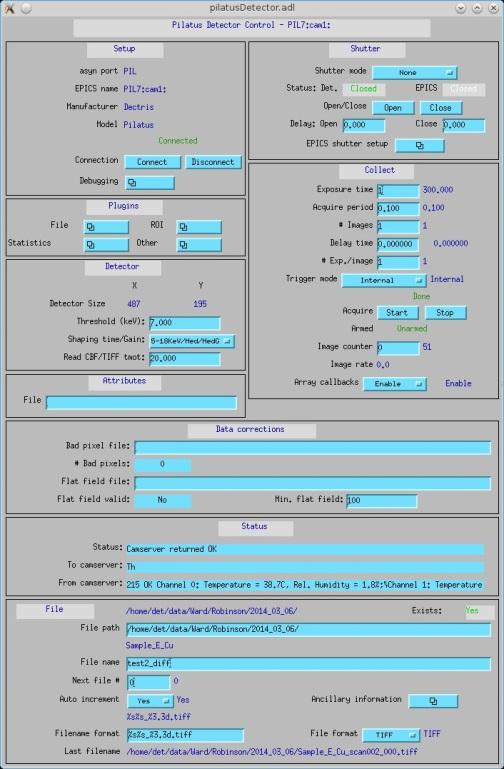 pilatusDetector.adl
Pilatus Detector Control - PIL7:cam1:
Setup
asyn port PIL
EPICS name PIL7:cam1:
Manufacturer Dectris
Model Pilatus
Connected
Connection Connect Disconnect
Debugging
Plugins
File ROI
Statistics Other
Detector
X Y
Detector Size 487 195
Threshold (keV): 7.000
Shaping time/Gain: 6-18KeV/Med/MedG
Read CBF/TIFF tmot: 20.000
Attributes
File
Shutter
Shutter mode None
Status: Det. Closed EPICS Closed
Open/Close Open Close
Delay: Open 0.000 Close 0.000
EPICS shutter setup
Collect
Exposure time 1 300.000
Acquire period 0.100 0.100
# Images 1 1
Delay time 0.000000 0.000000
# Exp./image 1 1
Trigger mode Internal Internal
Done
Acquire Start Stop
Armed Unarmed
Image counter 0 51
Image rate 0.0
Array callbacks Enable Enable
Data corrections
Bad pixel file:
# Bad pixels: 0
Flat field file:
Flat field valid: No Min. flat field: 100
Status
Status: Camserver returned OK
To camserver: Th
From camserver: 215 OK Channel 0: Temperature = 38.7C, Rel. Humidity = 1.8%;%Channel 1: Temperature
File /home/det/data/Ward/Robinson/2014_03_06/ Exists: Yes
File path /home/det/data/Ward/Robinson/2014_03_06/
Sample_E_Cu
File name test2_diff
Next file # 0 0
Auto increment Yes Yes Ancillary information
%s%s_%3.3d.tiff
Filename format %s%s_%3.3d.tiff File format TIFF TIFF
Last filename /home/det/data/Ward/Robinson/2014_03_06/Sample_E_Cu_scan002_000.tiff